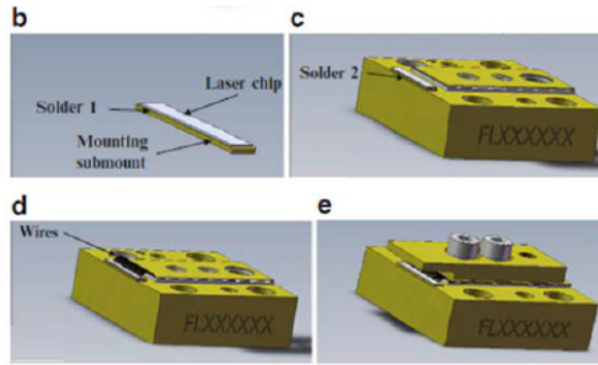 b
Laser chip
Solder 1
Mounting
submount
c
Solder 2
FLXXXXXX
d
Wires
FLXXXXXX
e
FLXXXXXX